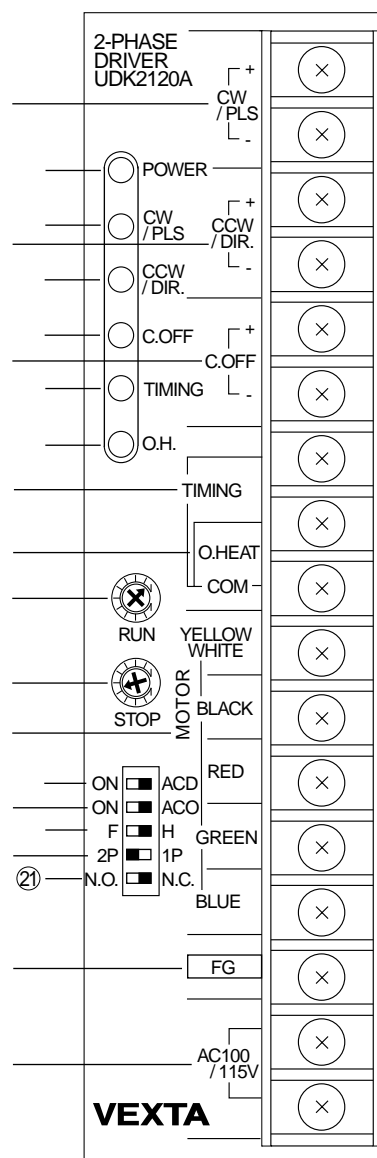 2-PHASE
DRIVER
UDK2120A
+
CW
/PLS
-
POWER
CW
/PLS
+
CCW
/DIR.
-
CCW
/DIR.
C.OFF
+
C.OFF
-
TIMING
O.H.
TIMING
O.HEAT
COM
RUN
YELLOW
WHITE
STOP
MOTOR
BLACK
RED
ON ACD
ON ACO
F H
GREEN
2P 1P
21 N.O. N.C.
BLUE
FG
AC100
/115V
VEXTA